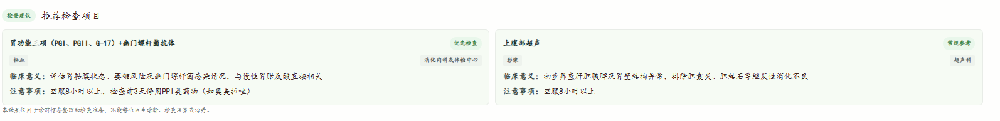 检查建议 推荐检查项目
胃功能三项（PGI、PGII、G-17）+幽门螺杆菌抗体 优先检查
抽血 消化内科或体检中心
临床意义：评估胃黏膜状态、萎缩风险及幽门螺杆菌感染情况，与慢性胃胀反酸直接相关
注意事项：空腹8小时以上，检查前3天停用PPI类药物（如奥美拉唑）
上腹部超声 常规参考
影像 超声科
临床意义：初步筛查肝胆胰脾及胃壁结构异常，排除胆囊炎、胆结石等继发性消化不良
注意事项：空腹8小时以上
本结果仅用于诊前信息整理和检查准备，不能替代医生诊断、检查决策或治疗。